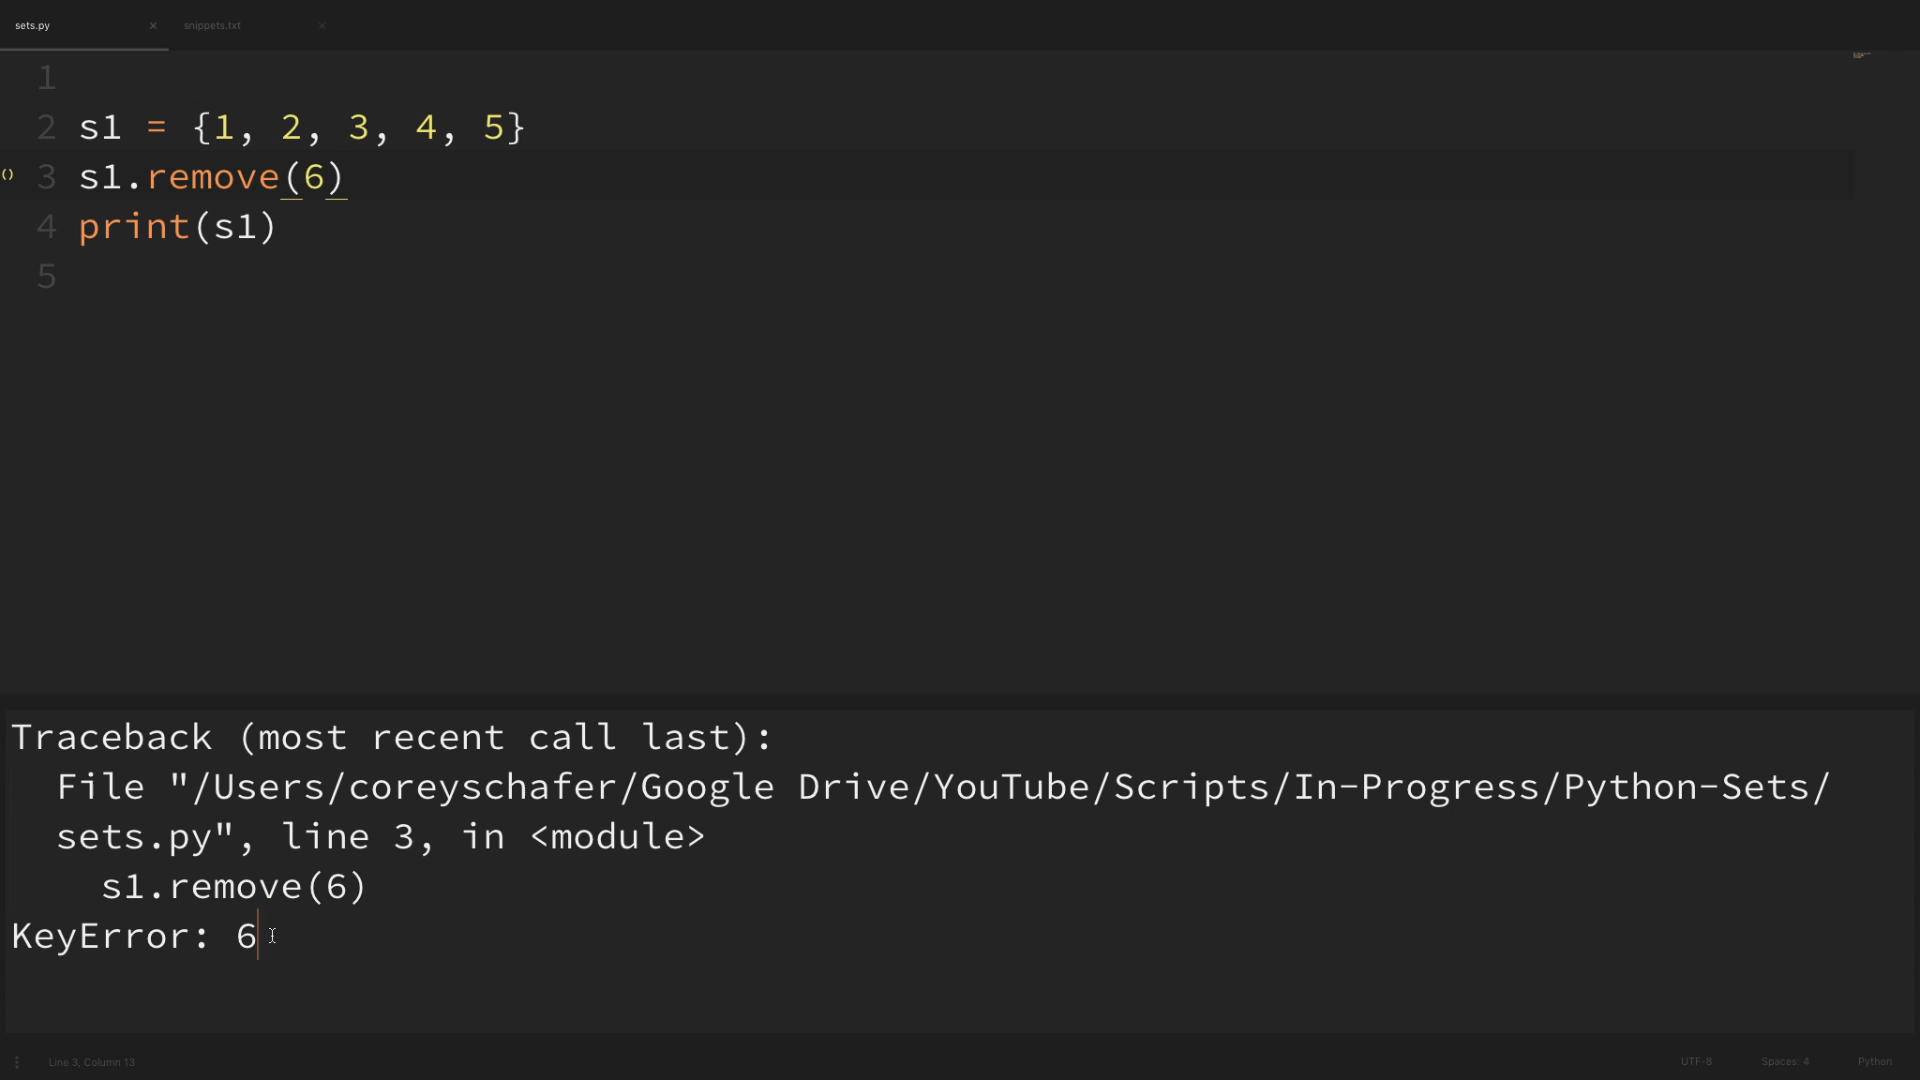 sets.py × snippets.txt ×
1
2 s1 = {1, 2, 3, 4, 5}
() 3 s1.remove(6)
4 print(s1)
5
Traceback (most recent call last):
File "/Users/coreyschafer/Google Drive/YouTube/Scripts/In-Progress/Python-Sets/
sets.py", line 3, in <module>
s1.remove(6)
KeyError: 6
Line 3, Column 13 UTF-8 Spaces: 4 Python